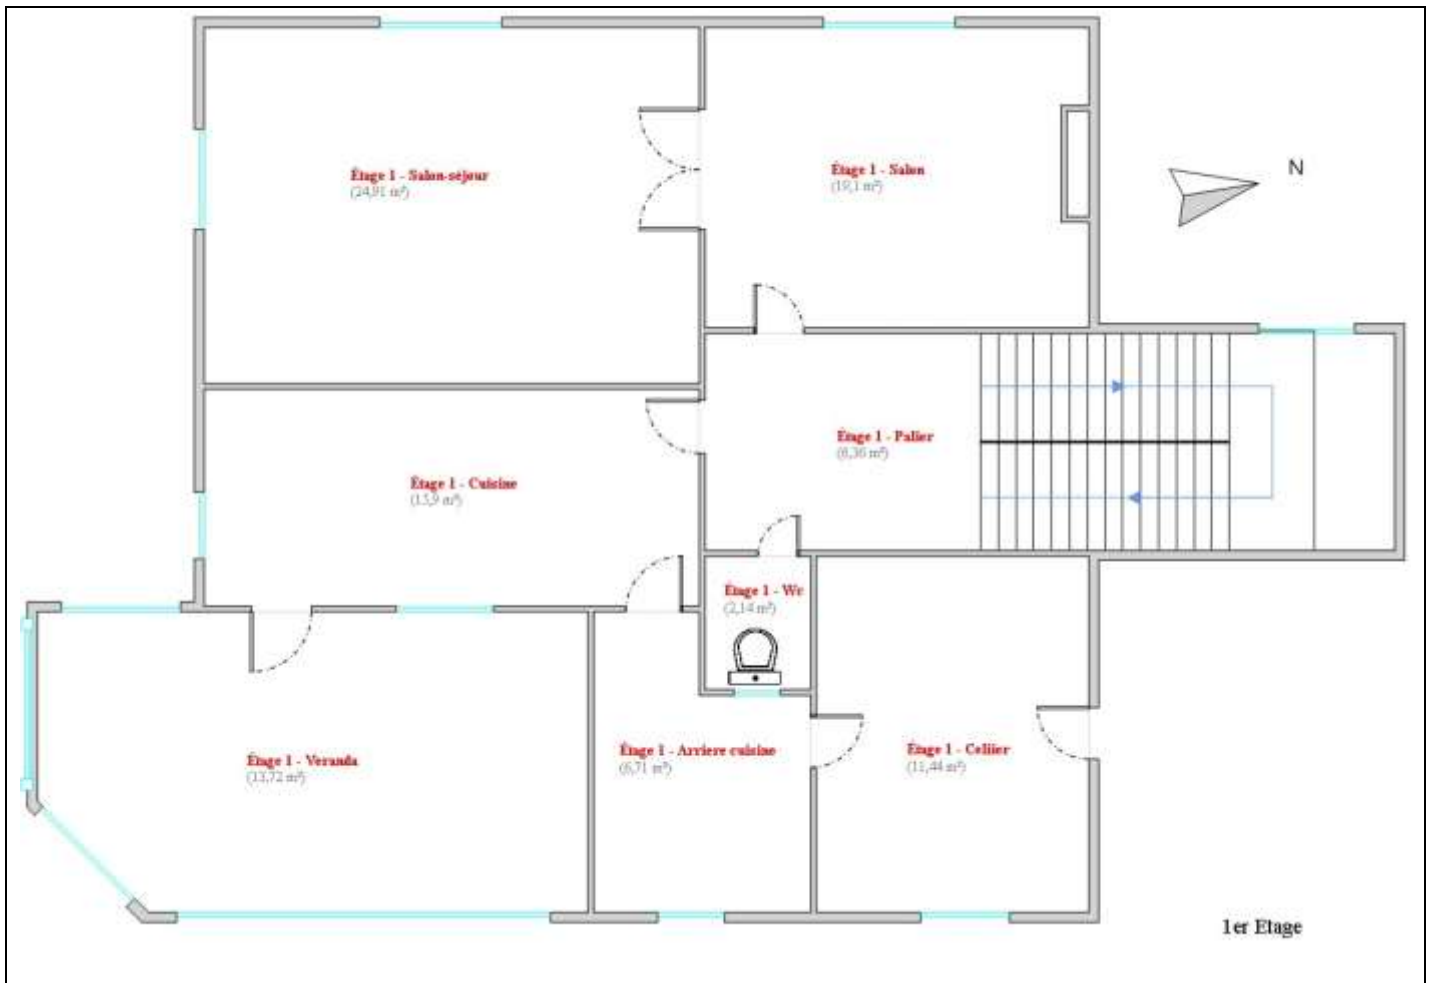 Étage 1 - Salon-séjour
(24,91 m²)
Étage 1 - Salon
(19,1 m²)
N
Étage 1 - Palier
(6,36 m²)
Étage 1 - Cuisine
(15,9 m²)
Étage 1 - Wc
(2,14 m²)
Étage 1 - Veranda
(13,72 m²)
Étage 1 - Arriere cuisine
(6,71 m²)
Étage 1 - Cellier
(11,44 m²)
1er Etage